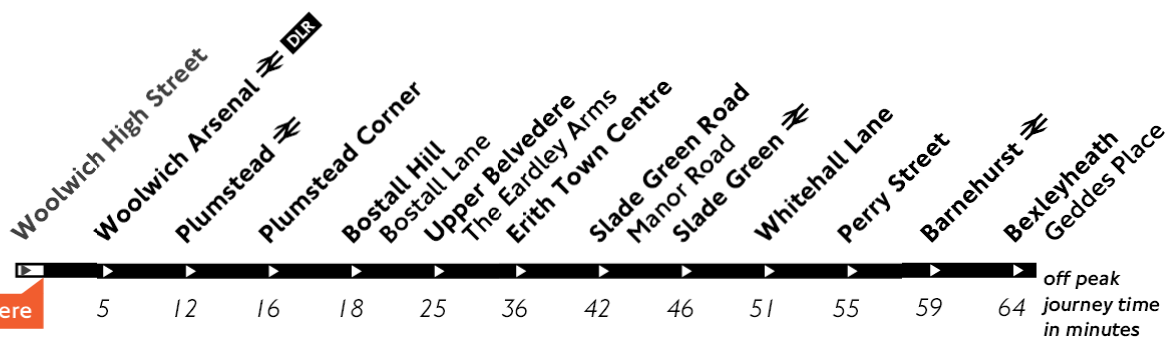 Woolwich High Street
Woolwich Arsenal DLR
Plumstead
Plumstead Corner
Bostall Hill
Bostall Lane
Upper Belvedere
The Eardley Arms
Erith Town Centre
Slade Green Road
Manor Road
Slade Green
Whitehall Lane
Perry Street
Barnehurst
Bexleyheath
Geddes Place
ere
5 12 16 18 25 36 42 46 51 55 59 64
off peak
journey time
in minutes